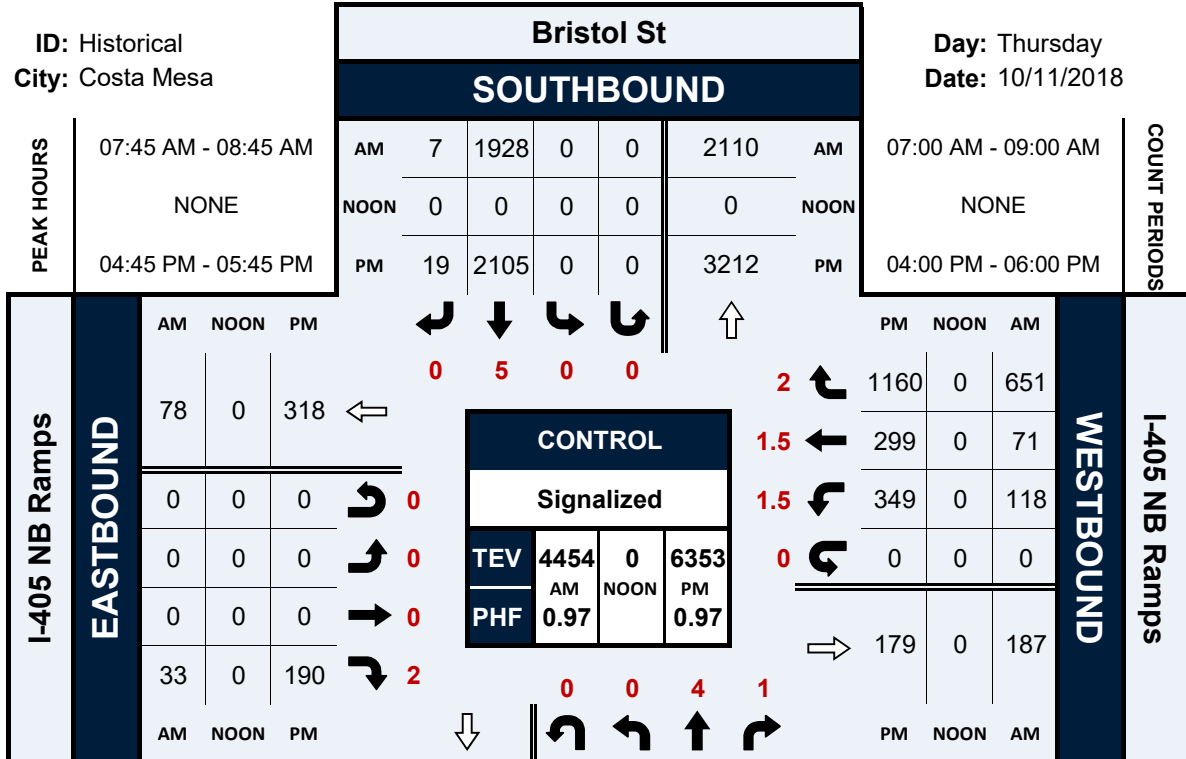 Bristol St
ID: Historical
Day: Thursday
City: Costa Mesa
Date: 10/11/2018
SOUTHBOUND
PEAK HOURS
07:45 AM - 08:45 AM
AM 7 1928 0 0 2110 AM
07:00 AM - 09:00 AM
COUNT PERIODS
NONE
NOON 0 0 0 0 0 NOON
NONE
04:45 PM - 05:45 PM
PM 19 2105 0 0 3212 PM
04:00 PM - 06:00 PM
I-405 NB Ramps
EASTBOUND
AM NOON PM
PM NOON AM
WESTBOUND
I-405 NB Ramps
0 5 0 0
2 1160 0 651
78 0 318
1.5 299 0 71
CONTROL
0 0 0 0
Signalized
1.5 349 0 118
0 0 0 0
TEV 4454 0 6353
AM NOON PM
PHF 0.97 0.97
0 0 0 0
0 0 0 0
179 0 187
33 0 190 2
0 0 4 1
AM NOON PM
PM NOON AM